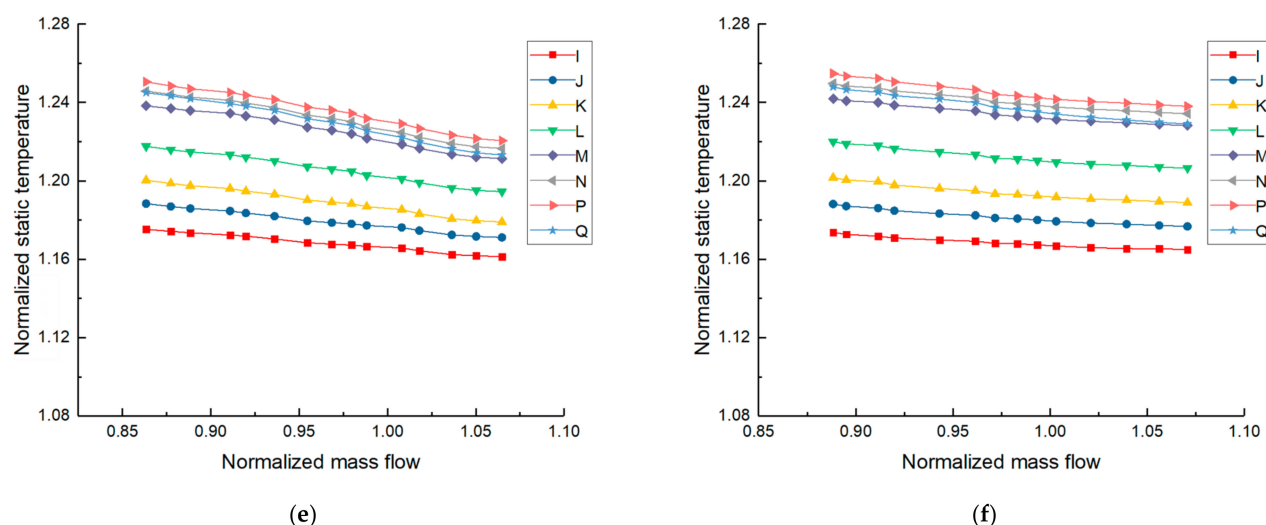 1.28
1.24
1.20
1.16
1.12
1.08
Normalized static temperature
0.85 0.90 0.95 1.00 1.05 1.10
Normalized mass flow
I
J
K
L
M
N
P
Q
(e)
1.28
1.24
1.20
1.16
1.12
1.08
Normalized static temperature
0.85 0.90 0.95 1.00 1.05 1.10
Normalized mass flow
I
J
K
L
M
N
P
Q
(f)